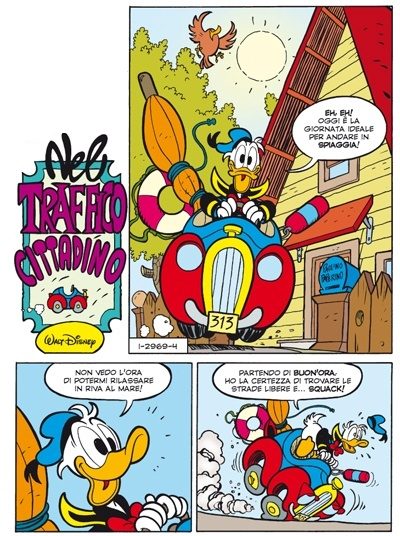 EH, EH!
OGGI È LA
GIORNATA IDEALE
PER ANDARE IN
SPIAGGIA!
Nel
TRAFFICO
CITTADINO
WALT DISNEY
PAOLINO
PAPERINO
313
I-2969-4
NON VEDO L'ORA
DI POTERMI RILASSARE
IN RIVA AL MARE!
PARTENDO DI BUON'ORA,
HO LA CERTEZZA DI TROVARE LE
STRADE LIBERE E... SQUACK!